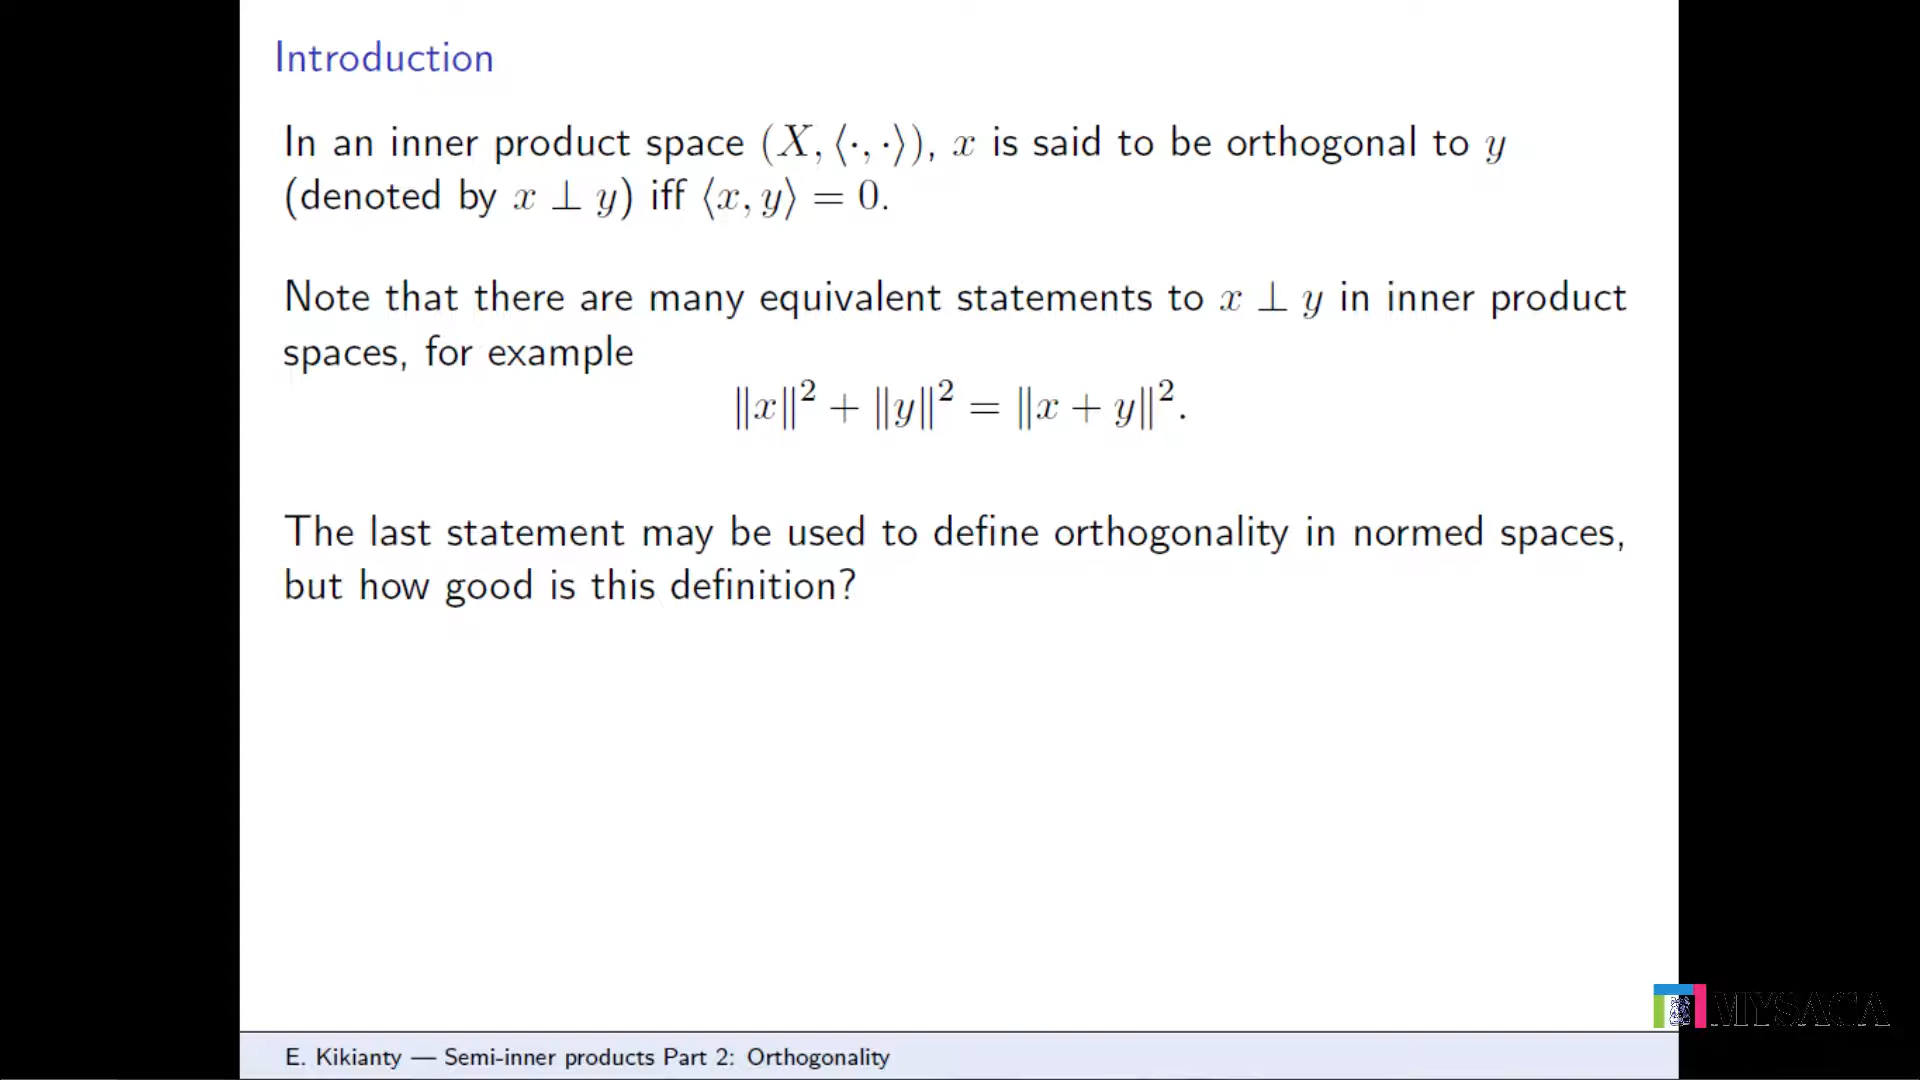 Introduction
In an inner product space (X, ⟨·, ·⟩), x is said to be orthogonal to y
(denoted by x ⊥ y) iff ⟨x, y⟩ = 0.
Note that there are many equivalent statements to x ⊥ y in inner product
spaces, for example
‖x‖² + ‖y‖² = ‖x + y‖².
The last statement may be used to define orthogonality in normed spaces,
but how good is this definition?
MYSACA
E. Kikianty — Semi-inner products Part 2: Orthogonality